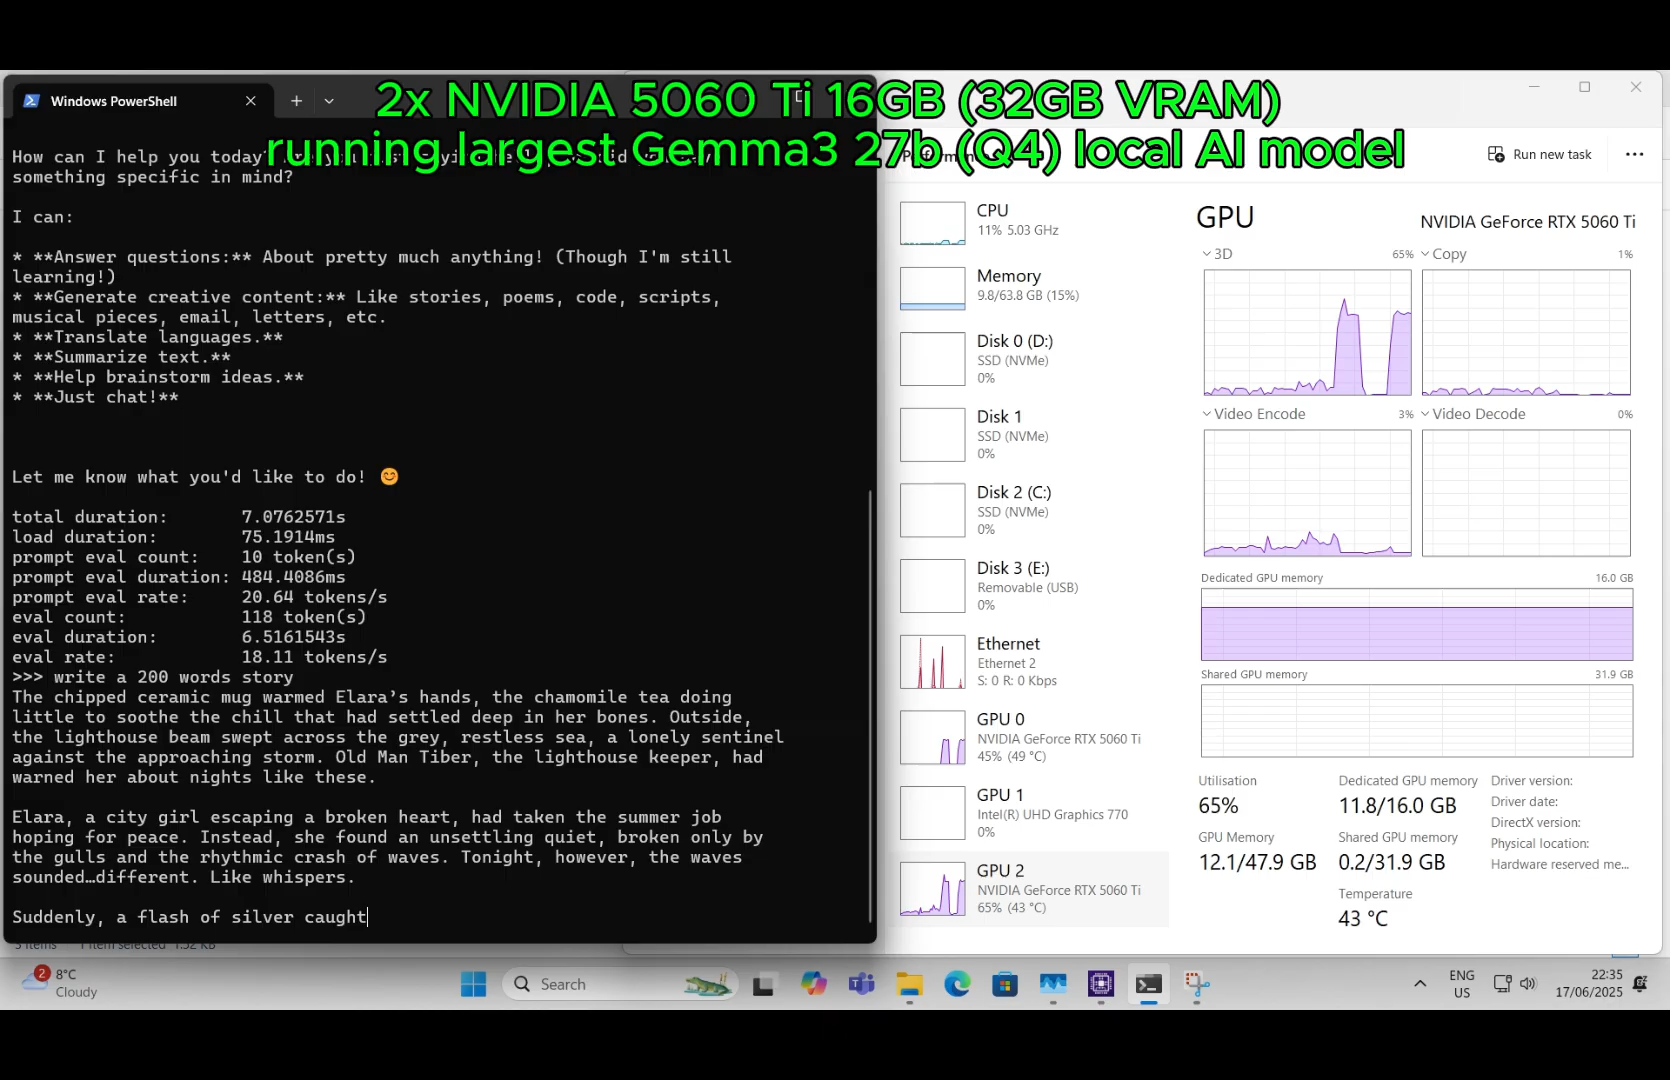 2x NVIDIA 5060 Ti 16GB (32GB VRAM)
running largest Gemma3 27b (Q4) local AI model
Windows PowerShell
How can I help you today?
something specific in mind?
I can:
* **Answer questions:** About pretty much anything! (Though I'm still
learning!)
* **Generate creative content:** Like stories, poems, code, scripts,
musical pieces, email, letters, etc.
* **Translate languages.**
* **Summarize text.**
* **Help brainstorm ideas.**
* **Just chat!**
Let me know what you'd like to do! 😊
total duration: 7.0762571s
load duration: 75.1914ms
prompt eval count: 10 token(s)
prompt eval duration: 484.4086ms
prompt eval rate: 20.64 tokens/s
eval count: 118 token(s)
eval duration: 6.5161543s
eval rate: 18.11 tokens/s
>>> write a 200 words story
The chipped ceramic mug warmed Elara’s hands, the chamomile tea doing
little to soothe the chill that had settled deep in her bones. Outside,
the lighthouse beam swept across the grey, restless sea, a lonely sentinel
against the approaching storm. Old Man Tiber, the lighthouse keeper, had
warned her about nights like these.
Elara, a city girl escaping a broken heart, had taken the summer job
hoping for peace. Instead, she found an unsettling quiet, broken only by
the gulls and the rhythmic crash of waves. Tonight, however, the waves
sounded…different. Like whispers.
Suddenly, a flash of silver caught
1 item selected 1.52 KB
Run new task
CPU
11% 5.03 GHz
Memory
9.8/63.8 GB (15%)
Disk 0 (D:)
SSD (NVMe)
0%
Disk 1
SSD (NVMe)
0%
Disk 2 (C:)
SSD (NVMe)
0%
Disk 3 (E:)
Removable (USB)
0%
Ethernet
Ethernet 2
S: 0 R: 0 Kbps
GPU 0
NVIDIA GeForce RTX 5060 Ti
45% (49 °C)
GPU 1
Intel(R) UHD Graphics 770
0%
GPU 2
NVIDIA GeForce RTX 5060 Ti
65% (43 °C)
GPU NVIDIA GeForce RTX 5060 Ti
3D 65% Copy 1%
Video Encode 3% Video Decode 0%
Dedicated GPU memory 16.0 GB
Shared GPU memory 31.9 GB
Utilisation
65%
Dedicated GPU memory
11.8/16.0 GB
GPU Memory
12.1/47.9 GB
Shared GPU memory
0.2/31.9 GB
Temperature
43 °C
Driver version:
Driver date:
DirectX version:
Physical location:
Hardware reserved me...
2
8°C
Cloudy
Search
ENG
US
22:35
17/06/2025